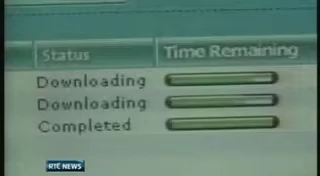 Status Time Remaining
Downloading
Downloading
Completed
RTÉ NEWS